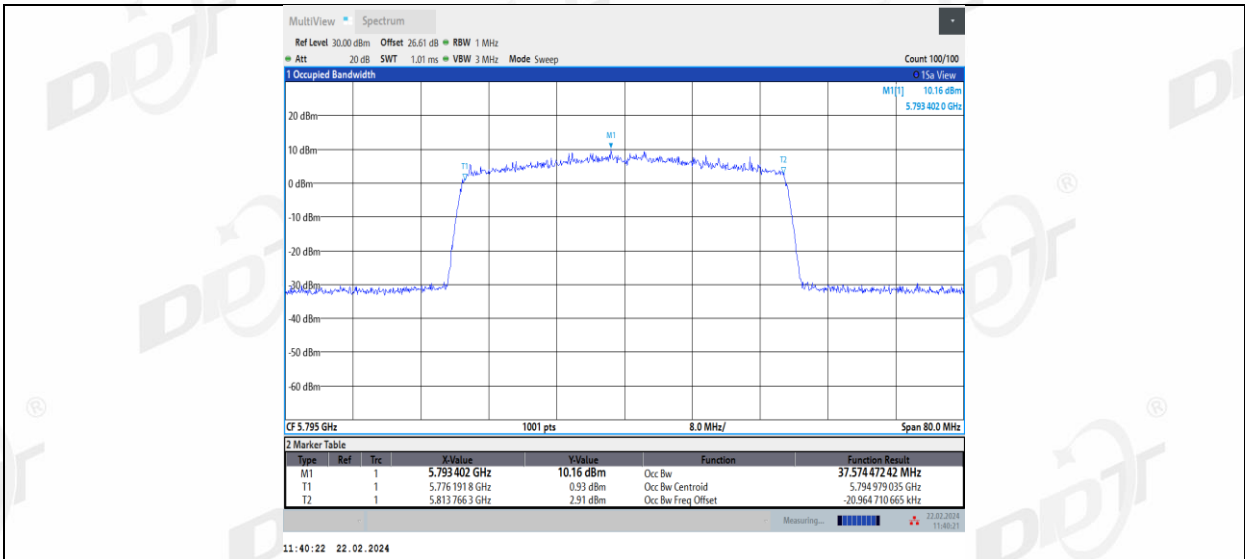 MultiView Spectrum
Ref Level 30.00 dBm Offset 26.61 dB RBW 1 MHz
Att 20 dB SWT 1.01 ms VBW 3 MHz Mode Sweep Count 100/100
1 Occupied Bandwidth 1Sa View
M1[1] 10.16 dBm
5.793 402 0 GHz
20 dBm
M1
10 dBm
T1 T2
0 dBm
-10 dBm
-20 dBm
-30 dBm
-40 dBm
-50 dBm
-60 dBm
CF 5.795 GHz 1001 pts 8.0 MHz/ Span 80.0 MHz
2 Marker Table
Type Ref Trc X-Value Y-Value Function Function Result
M1 1 5.793 402 GHz 10.16 dBm Occ Bw 37.574 472 42 MHz
T1 1 5.776 191 8 GHz 0.93 dBm Occ Bw Centroid 5.794 979 035 GHz
T2 1 5.813 766 3 GHz 2.91 dBm Occ Bw Freq Offset -20.964 710 665 kHz
Measuring... 22.02.2024
11:40:21
11:40:22 22.02.2024